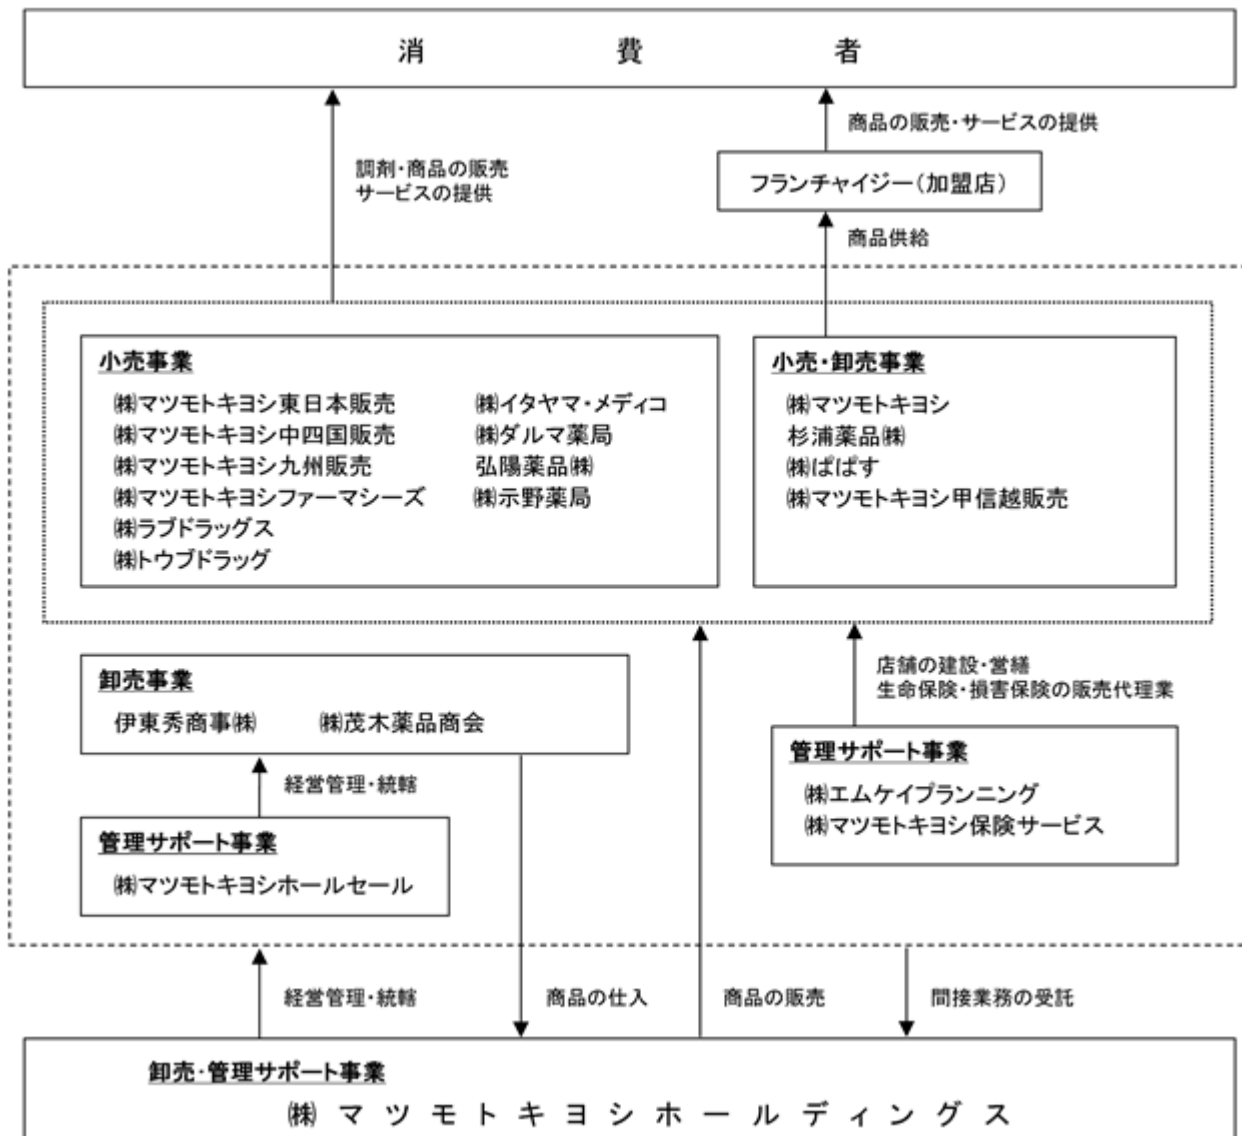 消費者
商品の販売・サービスの提供
調剤・商品の販売
サービスの提供
フランチャイジー(加盟店)
商品供給
小売事業
㈱マツモトキヨシ東日本販売
㈱マツモトキヨシ中四国販売
㈱マツモトキヨシ九州販売
㈱マツモトキヨシファーマシーズ
㈱ラブドラッグス
㈱トウブドラッグ
㈱イタヤマ・メディコ
㈱ダルマ薬局
弘陽薬品㈱
㈱示野薬局
小売・卸売事業
㈱マツモトキヨシ
杉浦薬品㈱
㈱ぱぱす
㈱マツモトキヨシ甲信越販売
卸売事業
伊東秀商事㈱ ㈱茂木薬品商会
店舗の建設・営繕
生命保険・損害保険の販売代理業
経営管理・統轄
管理サポート事業
㈱マツモトキヨシホールセール
管理サポート事業
㈱エムケイプランニング
㈱マツモトキヨシ保険サービス
経営管理・統轄
商品の仕入
商品の販売
間接業務の受託
卸売・管理サポート事業
㈱マツモトキヨシホールディングス